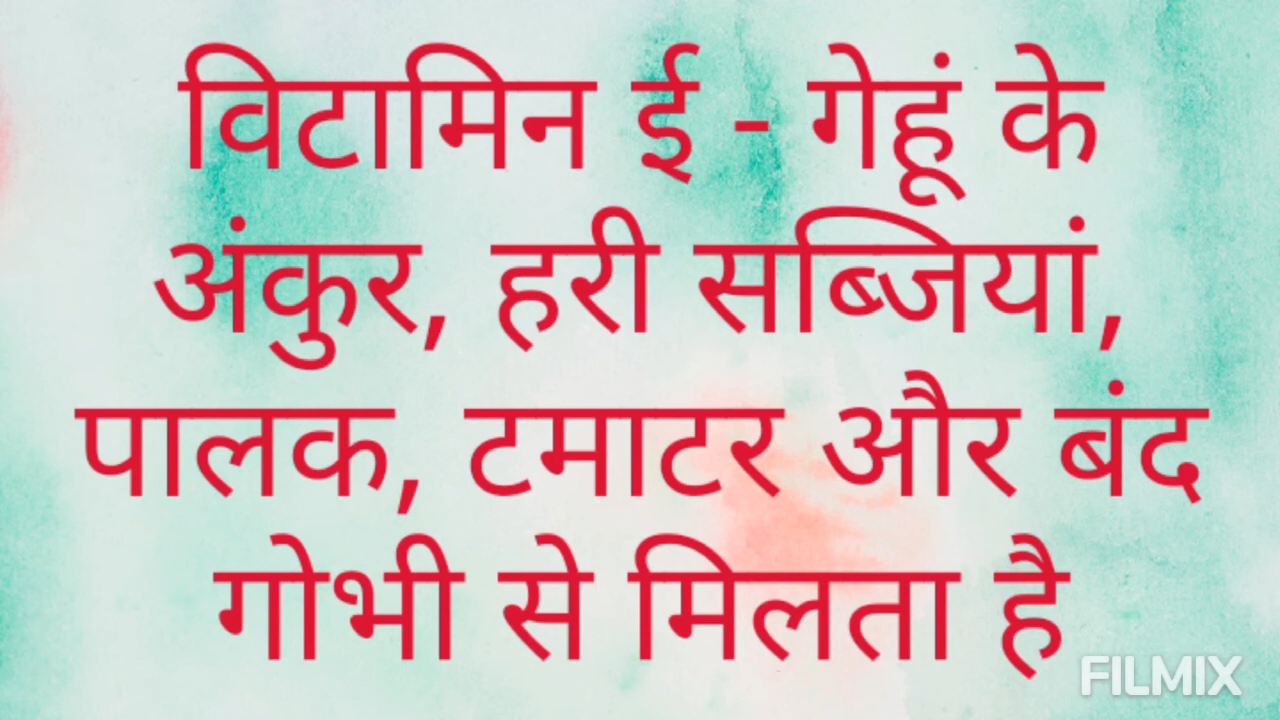 विटामिन ई - गेहूं के
अंकुर, हरी सब्जियां,
पालक, टमाटर और बंद
गोभी से मिलता है
FILMIX